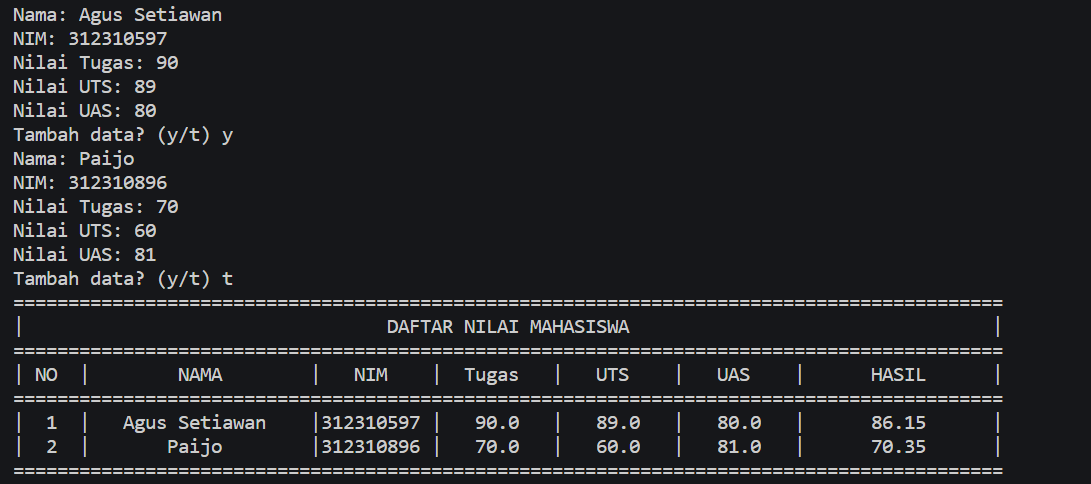 Nama: Agus Setiawan
NIM: 312310597
Nilai Tugas: 90
Nilai UTS: 89
Nilai UAS: 80
Tambah data? (y/t) y
Nama: Paijo
NIM: 312310896
Nilai Tugas: 70
Nilai UTS: 60
Nilai UAS: 81
Tambah data? (y/t) t
==========================================================================================
|                                 DAFTAR NILAI MAHASISWA                                 |
==========================================================================================
| NO  |        NAMA        |   NIM    |  Tugas   |   UTS    |   UAS    |      HASIL      |
==========================================================================================
|  1  |   Agus Setiawan    |312310597 |   90.0   |   89.0   |   80.0   |      86.15      |
|  2  |       Paijo        |312310896 |   70.0   |   60.0   |   81.0   |      70.35      |
==========================================================================================